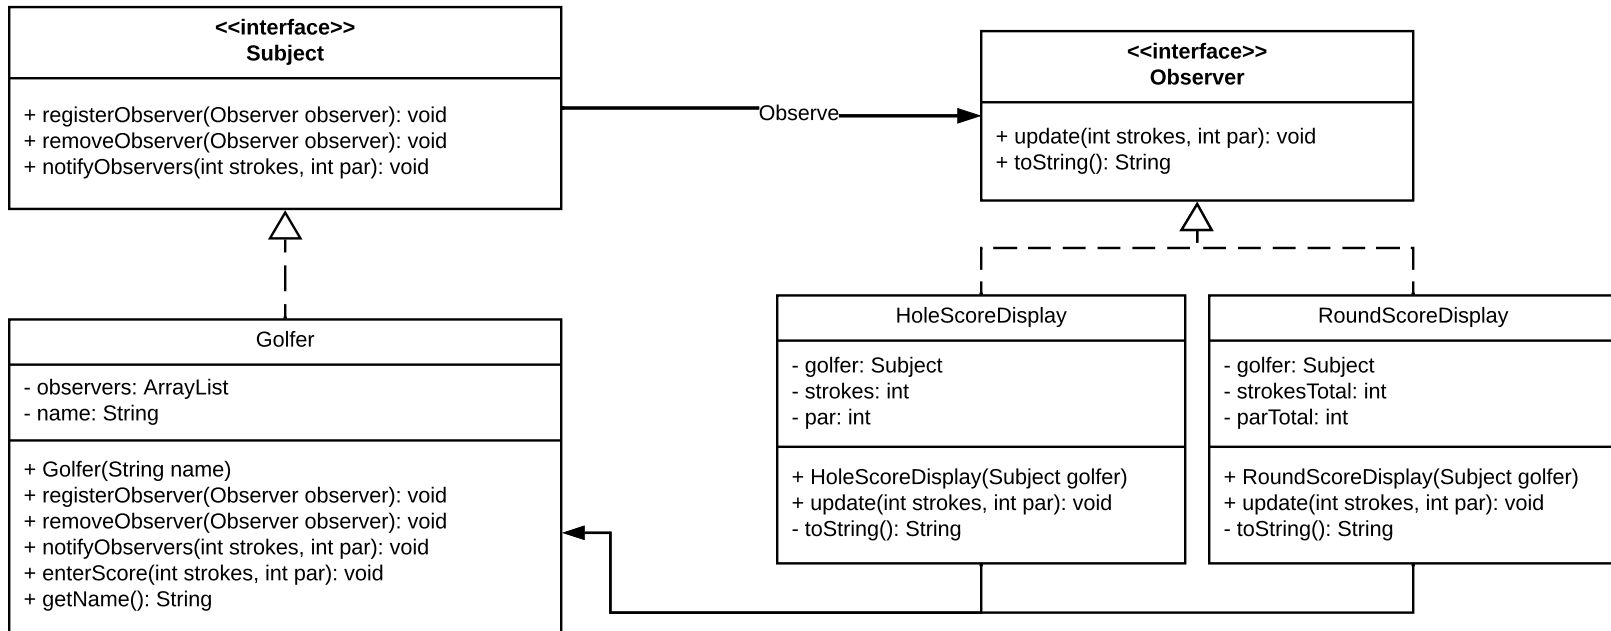 <<interface>>
Subject
+ registerObserver(Observer observer): void
+ removeObserver(Observer observer): void
+ notifyObservers(int strokes, int par): void
Observe
<<interface>>
Observer
+ update(int strokes, int par): void
+ toString(): String
Golfer
- observers: ArrayList
- name: String
+ Golfer(String name)
+ registerObserver(Observer observer): void
+ removeObserver(Observer observer): void
+ notifyObservers(int strokes, int par): void
+ enterScore(int strokes, int par): void
+ getName(): String
HoleScoreDisplay
- golfer: Subject
- strokes: int
- par: int
+ HoleScoreDisplay(Subject golfer)
+ update(int strokes, int par): void
- toString(): String
RoundScoreDisplay
- golfer: Subject
- strokesTotal: int
- parTotal: int
+ RoundScoreDisplay(Subject golfer)
+ update(int strokes, int par): void
- toString(): String